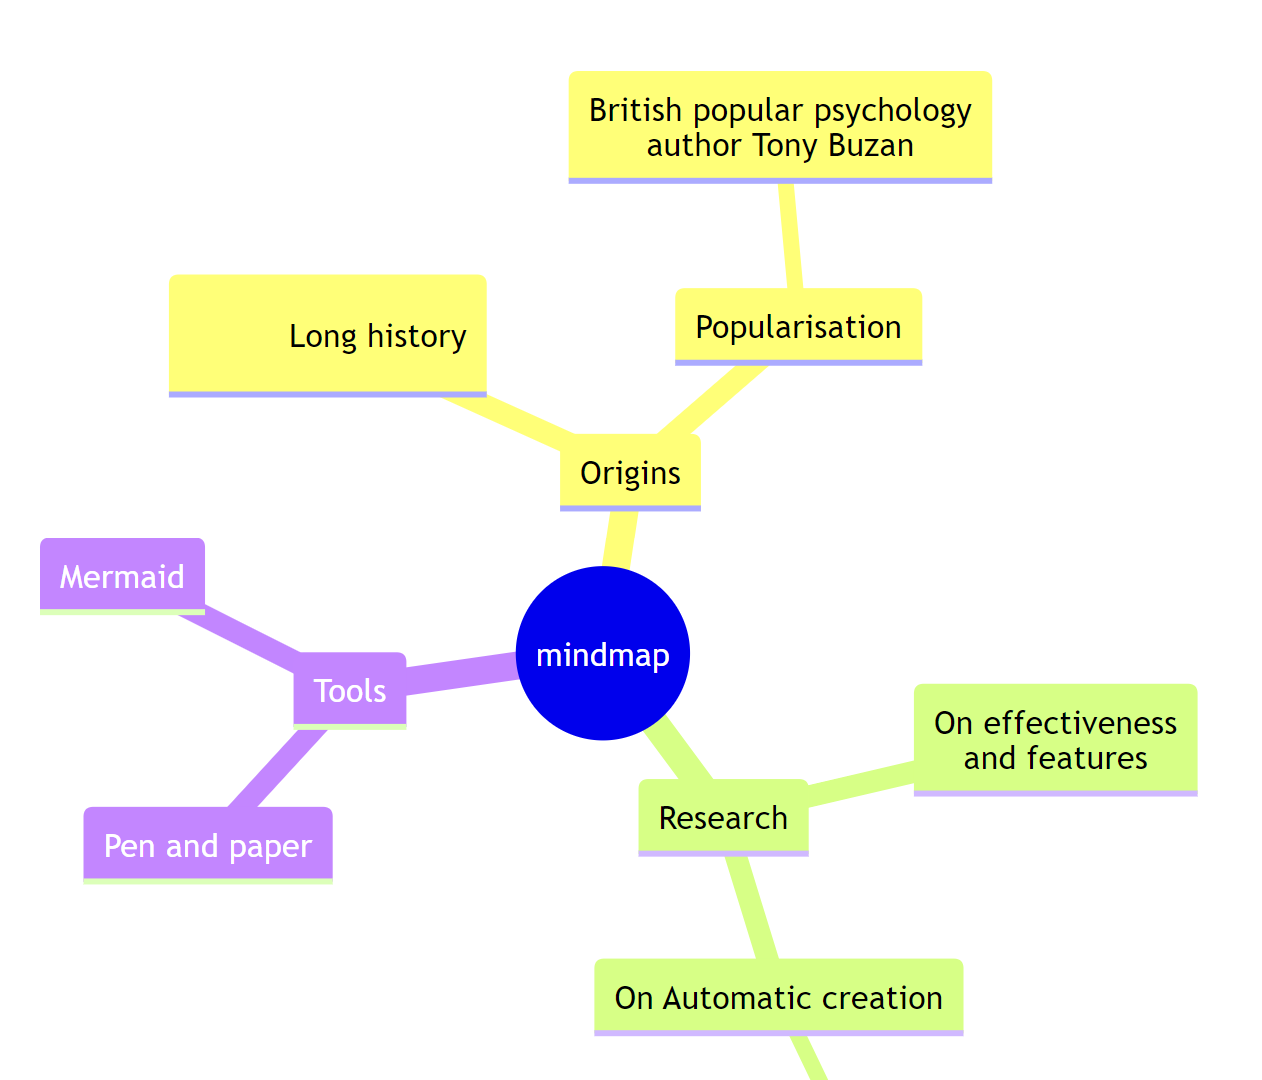 British popular psychology
author Tony Buzan
Long history
Popularisation
Origins
Mermaid
mindmap
Tools
On effectiveness
and features
Research
Pen and paper
On Automatic creation